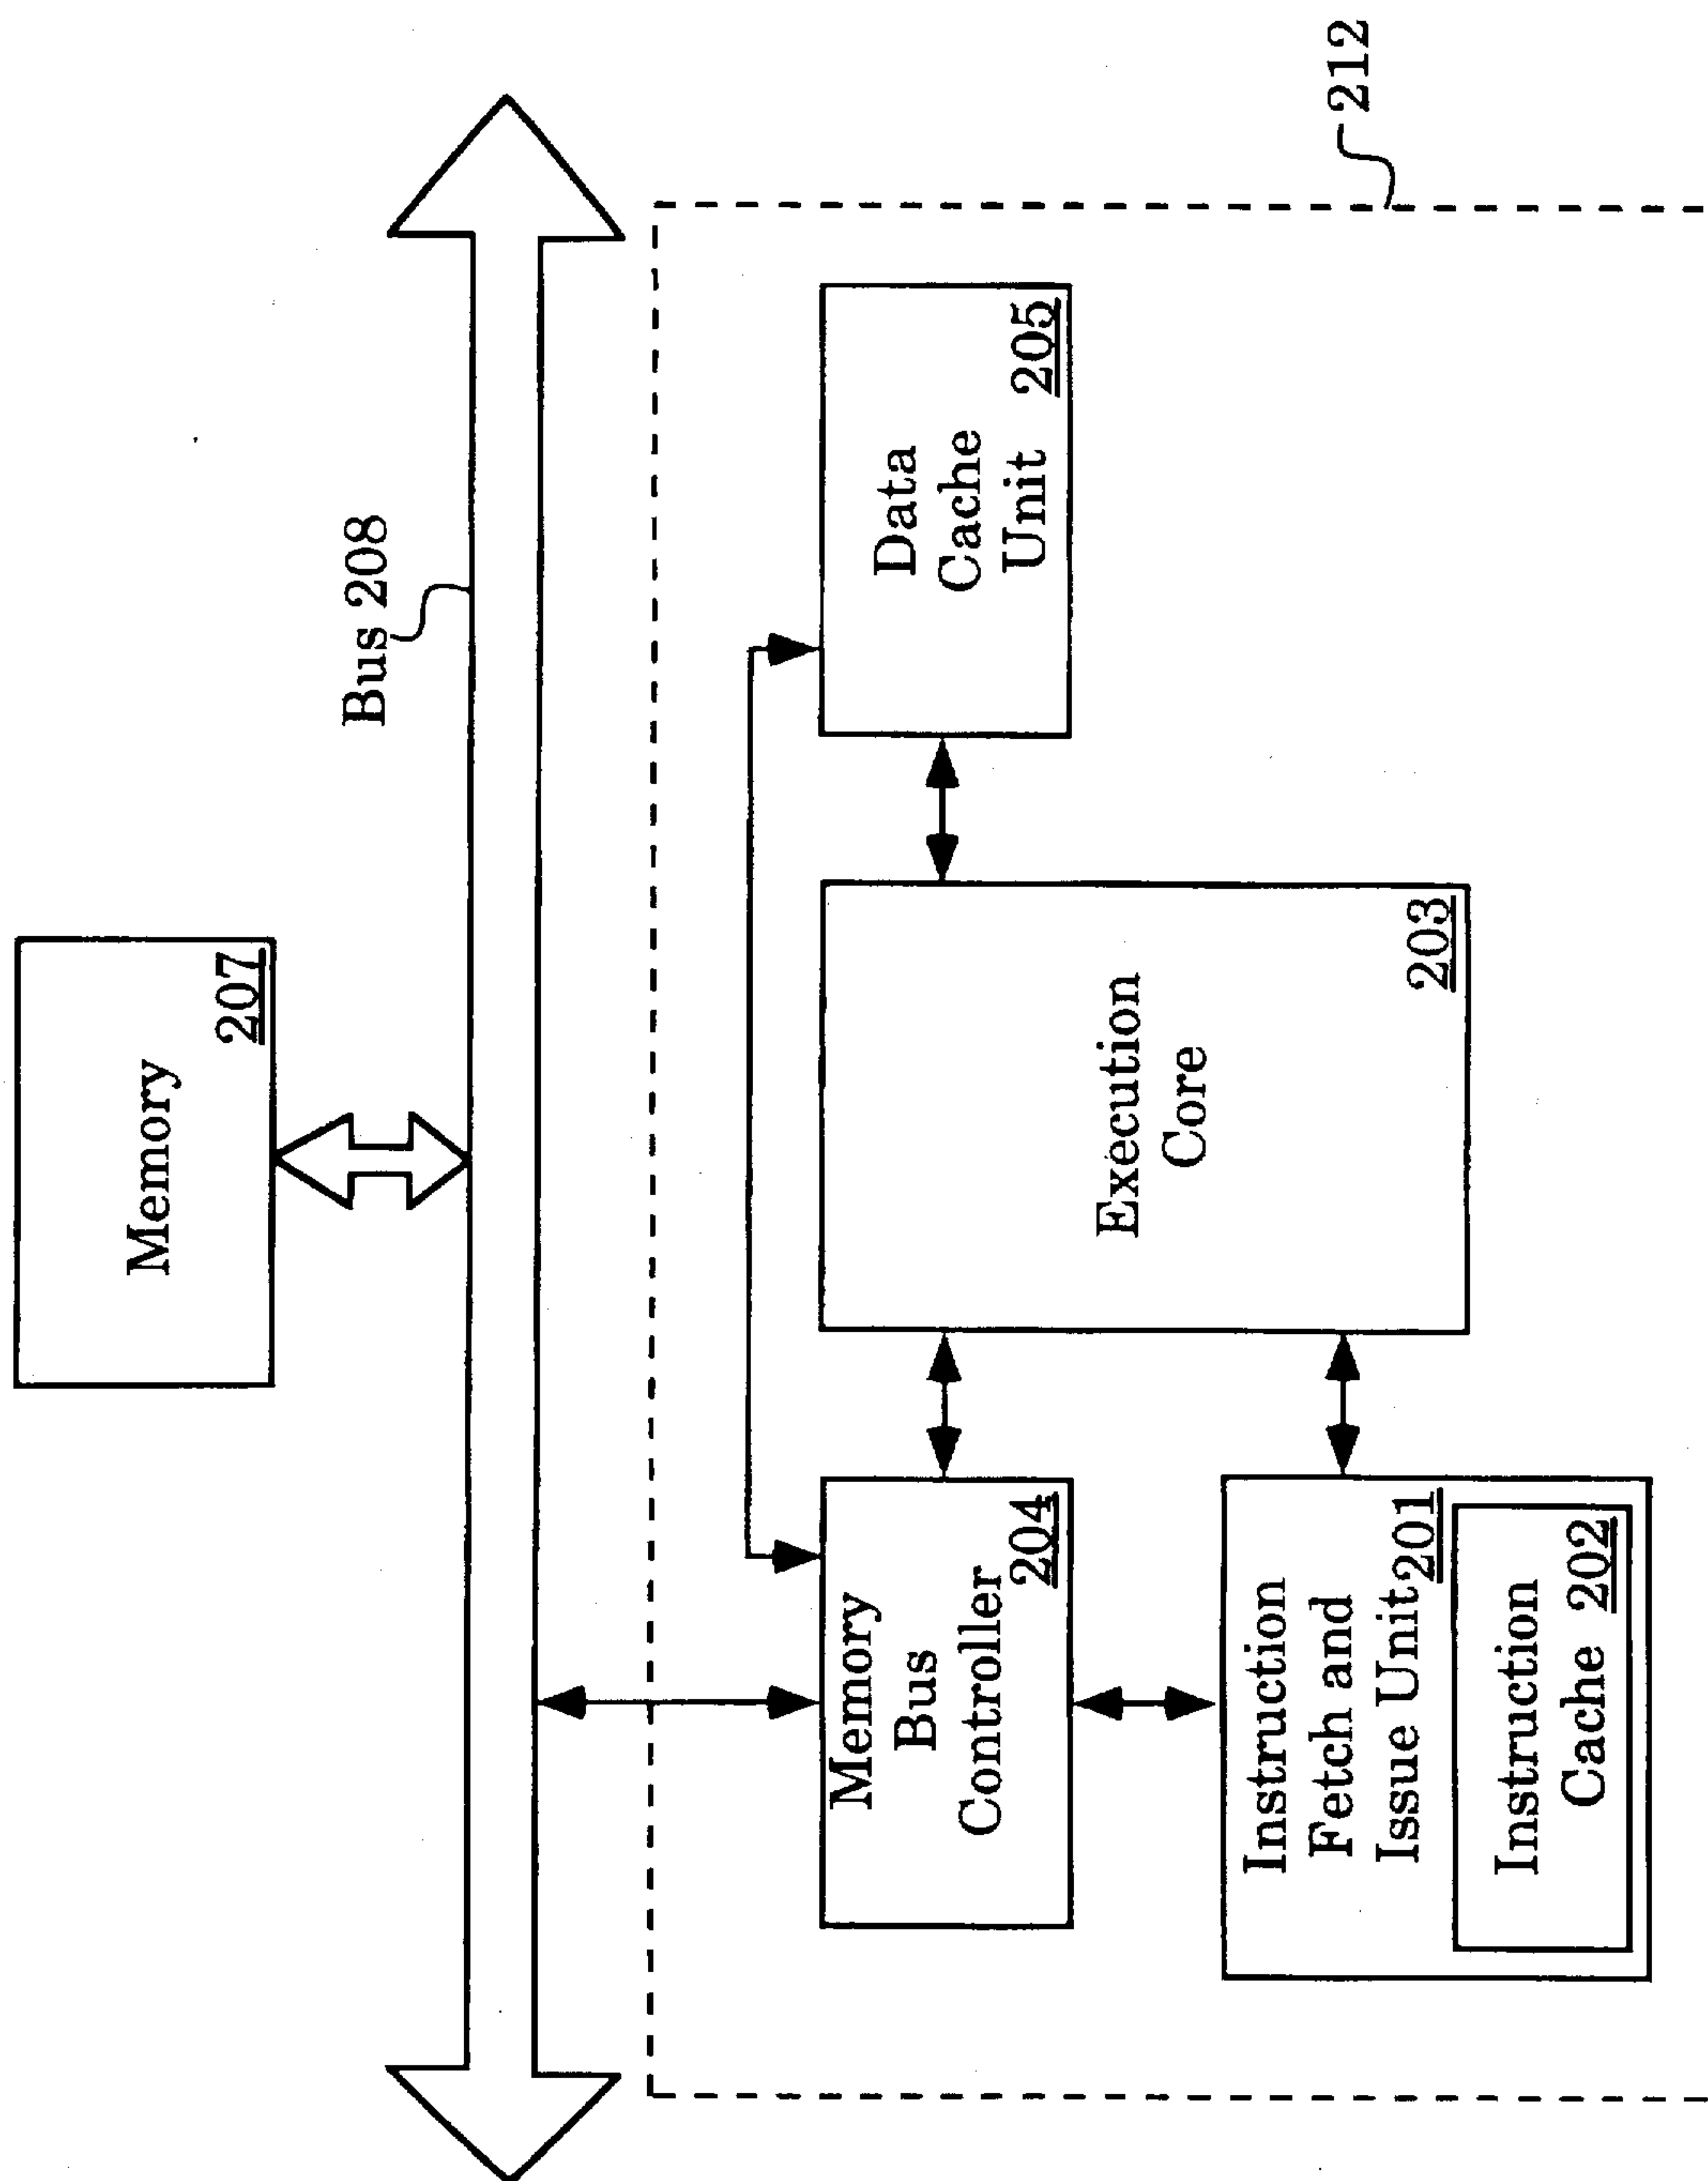 Memory
207
Bus 208
212
Memory
Bus
Controller
204
Execution
Core
203
Data
Cache
Unit
205
Instruction
Fetch and
Issue Unit 201
Instruction
Cache 202